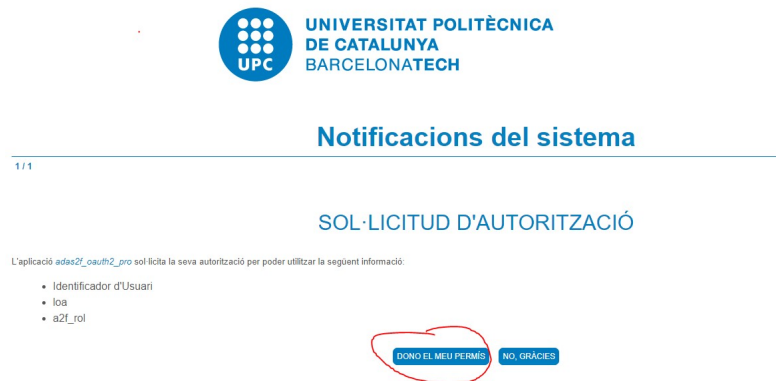 UPC
UNIVERSITAT POLITÈCNICA
DE CATALUNYA
BARCELONATECH
Notificacions del sistema
1 / 1
SOL·LICITUD D'AUTORITZACIÓ
L'aplicació adas2f_oauth2_pro sol·licita la seva autorització per poder utilitzar la següent informació:
• Identificador d'Usuari
• loa
• a2f_rol
DONO EL MEU PERMÍS NO, GRÀCIES